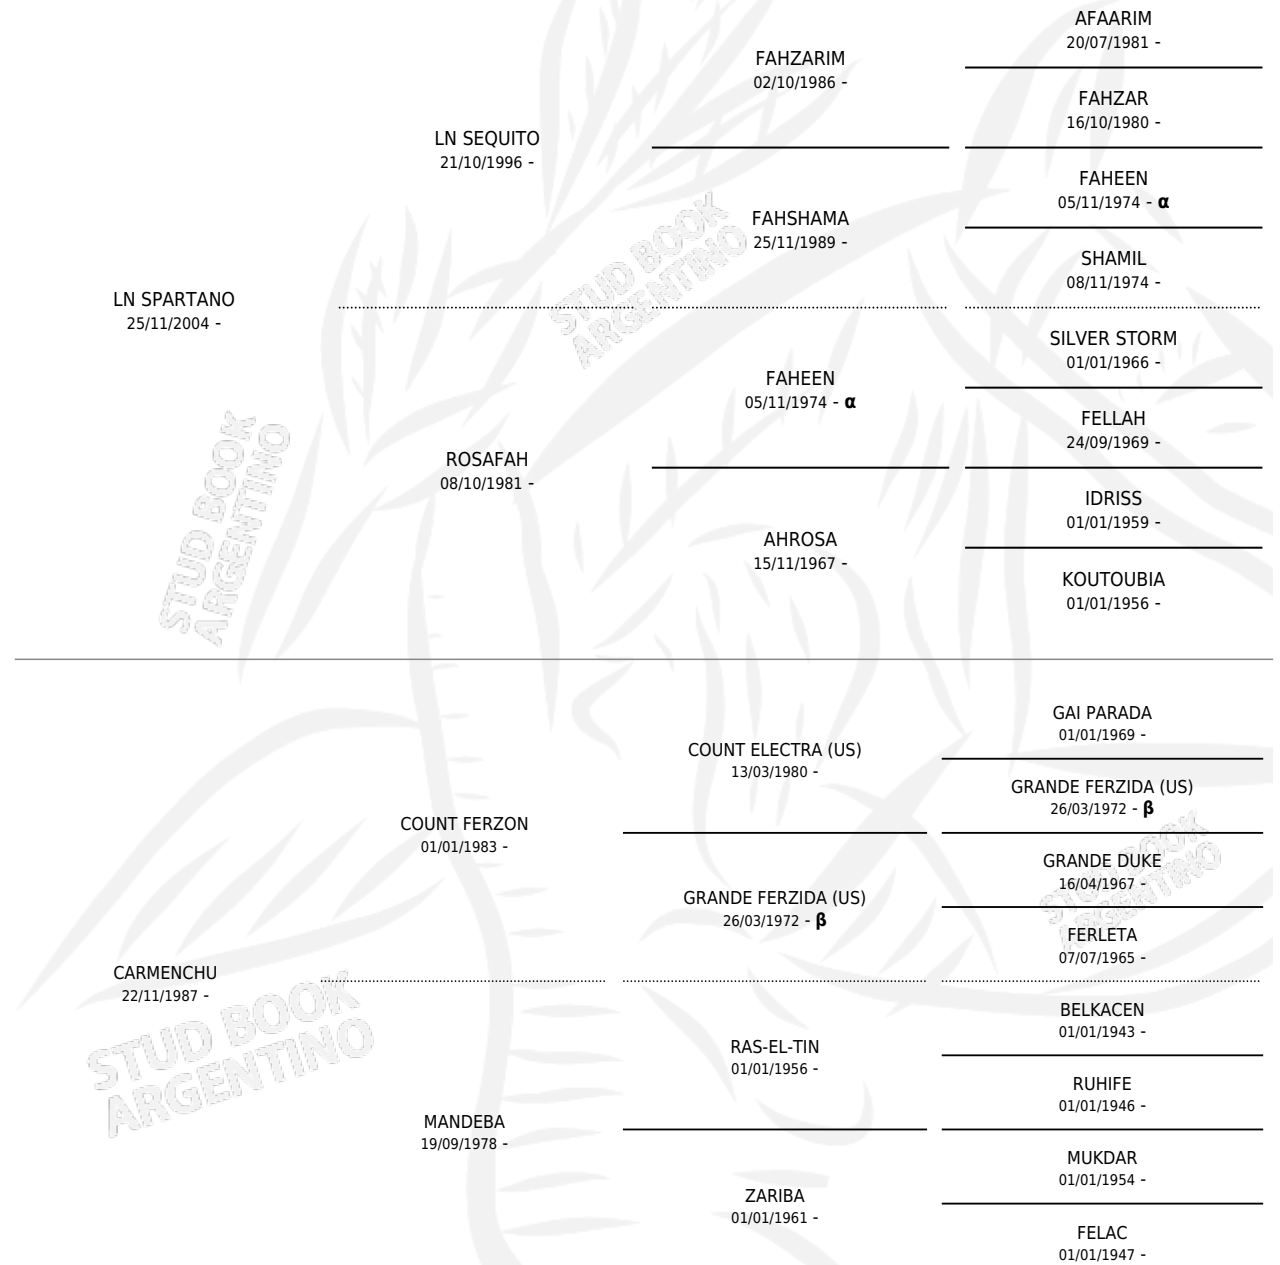 AFAARIM
20/07/1981 -
FAHZARIM
02/10/1986 -
FAHZAR
16/10/1980 -
LN SEQUITO
21/10/1996 -
FAHEEN
05/11/1974 - α
FAHSHAMA
25/11/1989 -
SHAMIL
08/11/1974 -
STUD BOOK
ARGENTINO
LN SPARTANO
25/11/2004 -
SILVER STORM
01/01/1966 -
FAHEEN
05/11/1974 - α
FELLAH
24/09/1969 -
ROSAFAH
08/10/1981 -
IDRISS
01/01/1959 -
AHROSA
15/11/1967 -
KOUTOUBIA
01/01/1956 -
STUD BOOK
ARGENTINO
GAI PARADA
01/01/1969 -
COUNT ELECTRA (US)
13/03/1980 -
GRANDE FERZIDA (US)
26/03/1972 - β
COUNT FERZON
01/01/1983 -
GRANDE DUKE
16/04/1967 -
GRANDE FERZIDA (US)
26/03/1972 - β
FERLETA
07/07/1965 -
STUD BOOK
ARGENTINO
CARMENCHU
22/11/1987 -
BELKACEN
01/01/1943 -
RAS-EL-TIN
01/01/1956 -
RUHIFE
01/01/1946 -
STUD BOOK
ARGENTINO
MANDEBA
19/09/1978 -
MUKDAR
01/01/1954 -
ZARIBA
01/01/1961 -
FELAC
01/01/1947 -